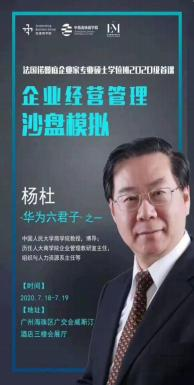 法国诺欧商学院企业家专业硕士学位班2020级首课
企业经营管理
沙盘模拟
杨杜
华为六君子 之一
中国人民大学商学院教授，博导；
历任人大商学院企业管理教研室主任，
组织与人力资源系主任等
【时间】
2020.7.18-7.19
【地址】
广州海珠区广交会威斯汀
酒店三楼会展厅